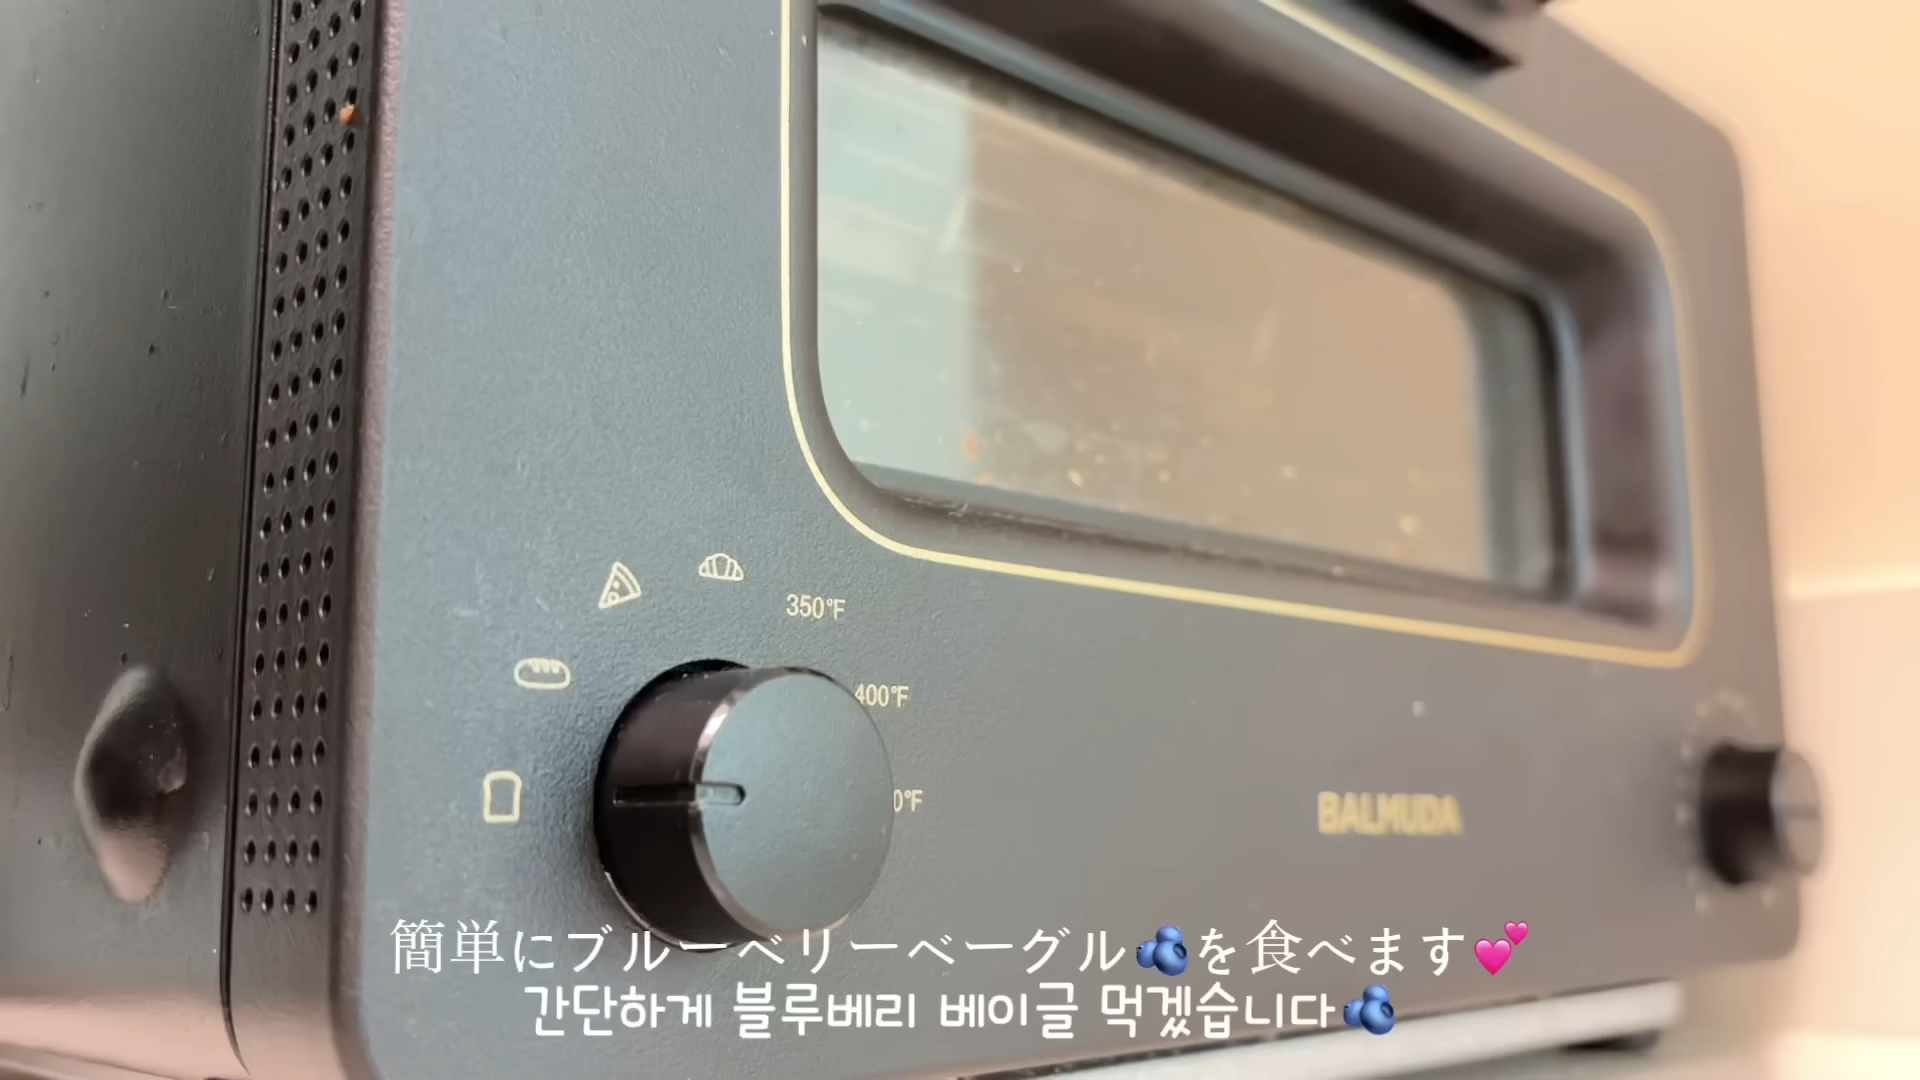 350°F
400°F
0°F
BALMUDA
簡単にブルーベリーベーグル🫐を食べます💕
간단하게 블루베리 베이글 먹겠습니다🫐